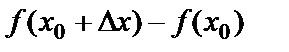 f(x₀ + Δx) − f(x₀)